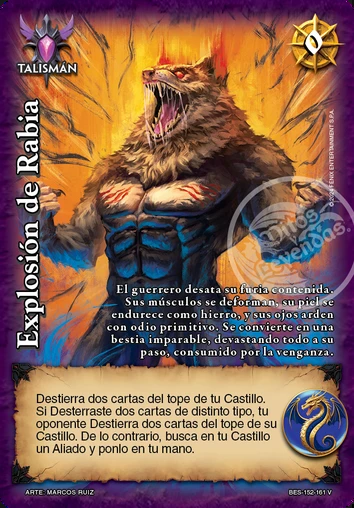 TALISMÁN
0
Explosión de Rabia
© 2024 FENIX ENTERTAINMENT S.P.A
El guerrero desata su furia contenida.
Sus músculos se deforman, su piel se
endurece como hierro, y sus ojos arden
con odio primitivo. Se convierte en una
bestia imparable, devastando todo a su
paso, consumido por la venganza.
Destierra dos cartas del tope de tu Castillo.
Si Desterraste dos cartas de distinto tipo, tu
oponente Destierra dos cartas del tope de su
Castillo. De lo contrario, busca en tu Castillo
un Aliado y ponlo en tu mano.
ARTE: MARCOS RUIZ
BES-152-161 V